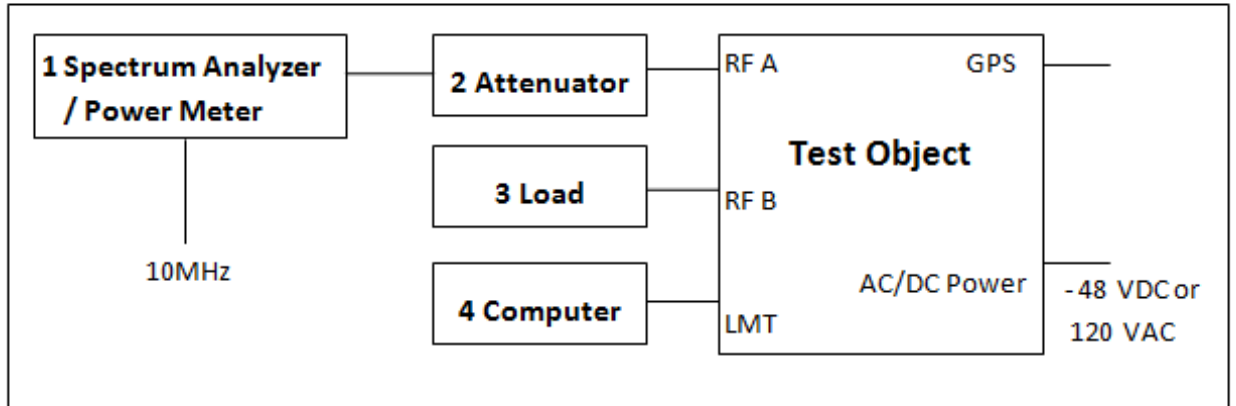 1 Spectrum Analyzer
/ Power Meter
10MHz
2 Attenuator
3 Load
4 Computer
RF A
RF B
LMT
Test Object
GPS
AC/DC Power
-48 VDC or
120 VAC